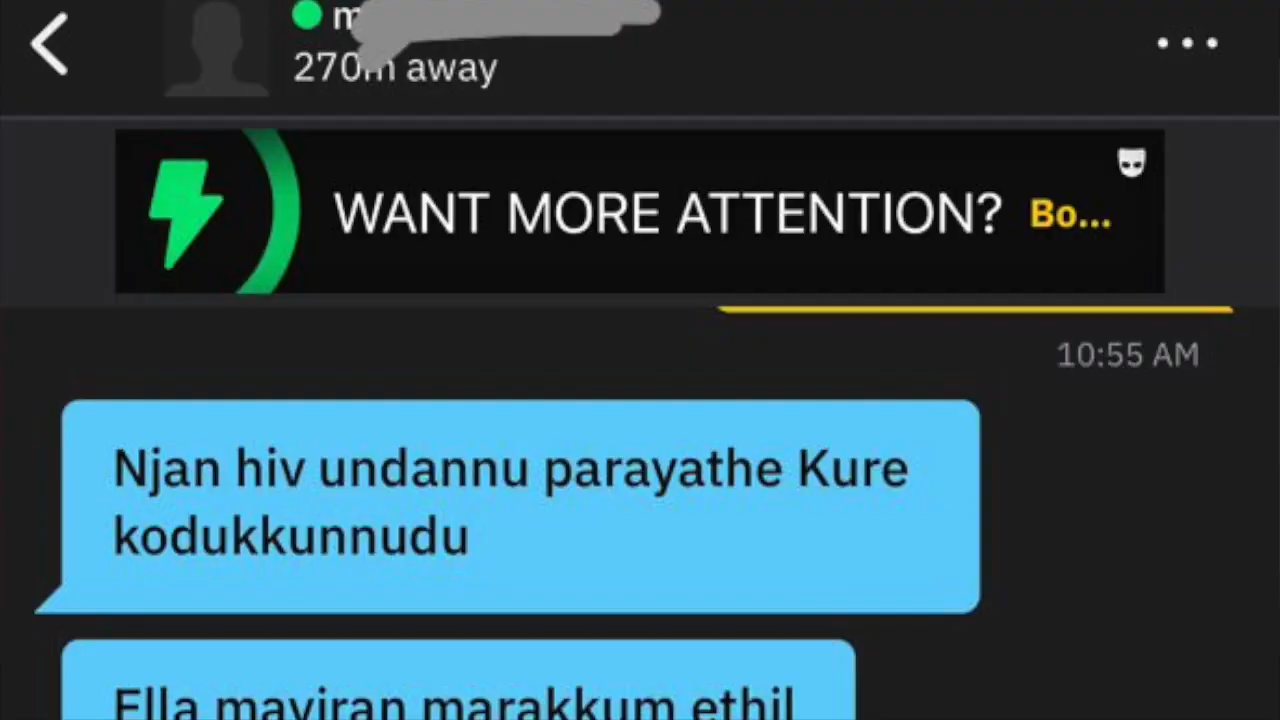 m
270m away
WANT MORE ATTENTION? Bo...
10:55 AM
Njan hiv undannu parayathe Kure
kodukkunnudu
Ella mayiran marakkum ethil